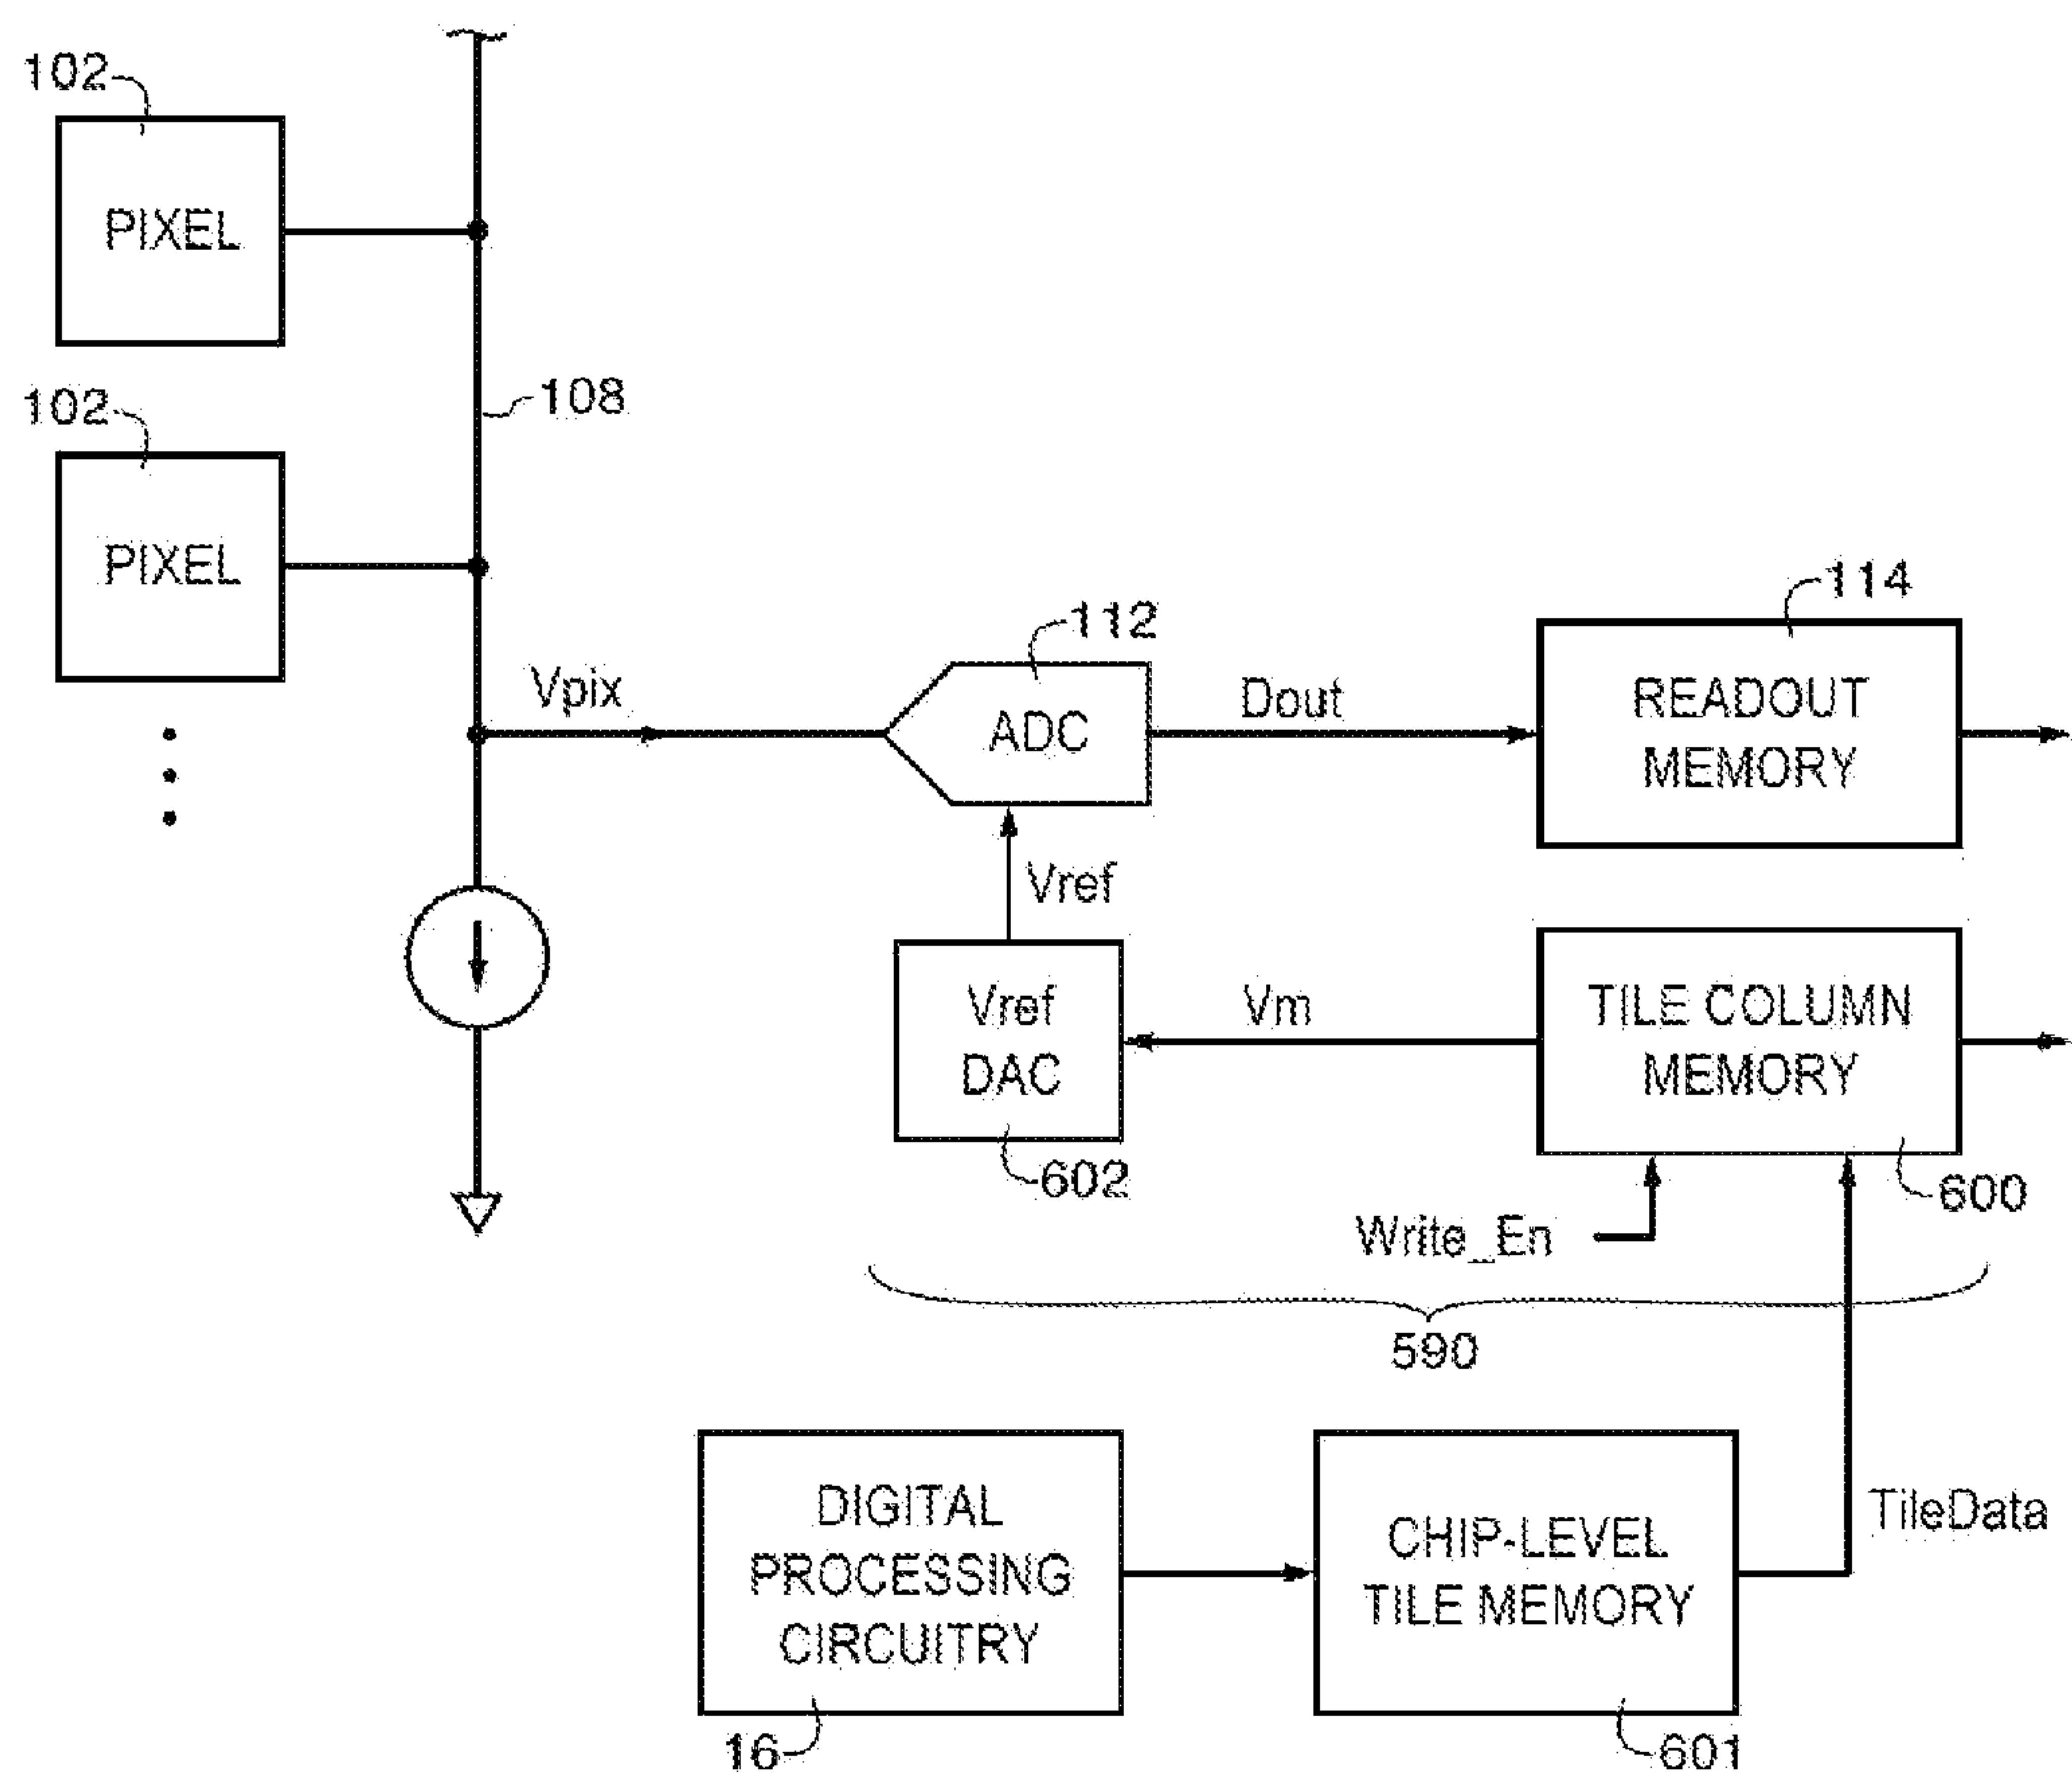 102
PIXEL
108
102
PIXEL
Vpix
112
ADC
Dout
114
READOUT
MEMORY
Vref
Vref
DAC
602
Vm
TILE COLUMN
MEMORY
600
Write_En
590
DIGITAL
PROCESSING
CIRCUITRY
16
CHIP-LEVEL
TILE MEMORY
601
TileData